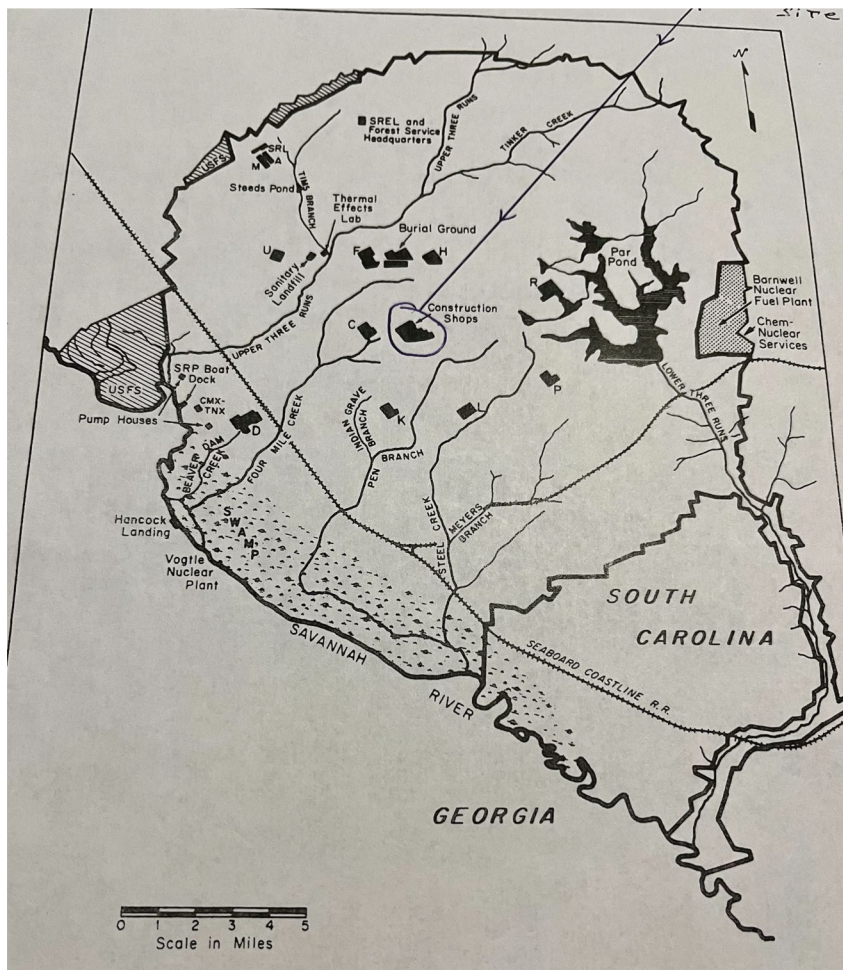 Site
N
SREL and
Forest Service
Headquarters
UPPER THREE RUNS
TINKER CREEK
USFS
SRL
M
A
TIMS BRANCH
Steeds Pond
Thermal
Effects
Lab
Burial Ground
U
Sanitary
Landfill
F
H
Par
Pond
R
Barnwell
Nuclear
Fuel Plant
Chem-
Nuclear
Services
Construction
Shops
C
UPPER THREE RUNS
USFS
SRP Boat
Dock
CMX-
TNX
Pump Houses
D
BEAVER DAM
CREEK
FOUR MILE CREEK
INDIAN GRAVE
BRANCH
K
L
P
PEN BRANCH
LOWER THREE RUNS
STEEL CREEK
MEYERS
BRANCH
Hancock
Landing
SWAMP
Vogtle
Nuclear
Plant
SOUTH
CAROLINA
SAVANNAH
RIVER
SEABOARD COASTLINE R.R.
GEORGIA
0 1 2 3 4 5
Scale in Miles